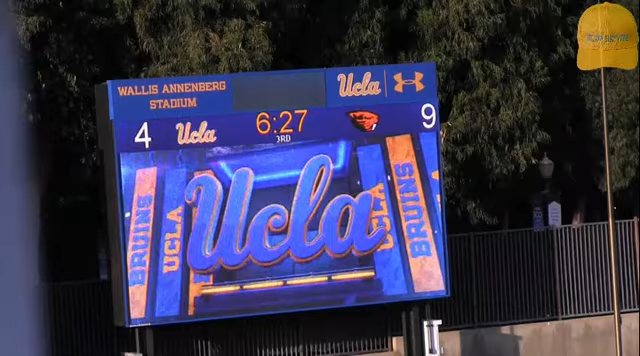 WALLIS ANNENBERG
STADIUM
Ucla
4
Ucla
6:27
3RD
9
BRUINS
UCLA
Ucla
UCLA
BRUINS